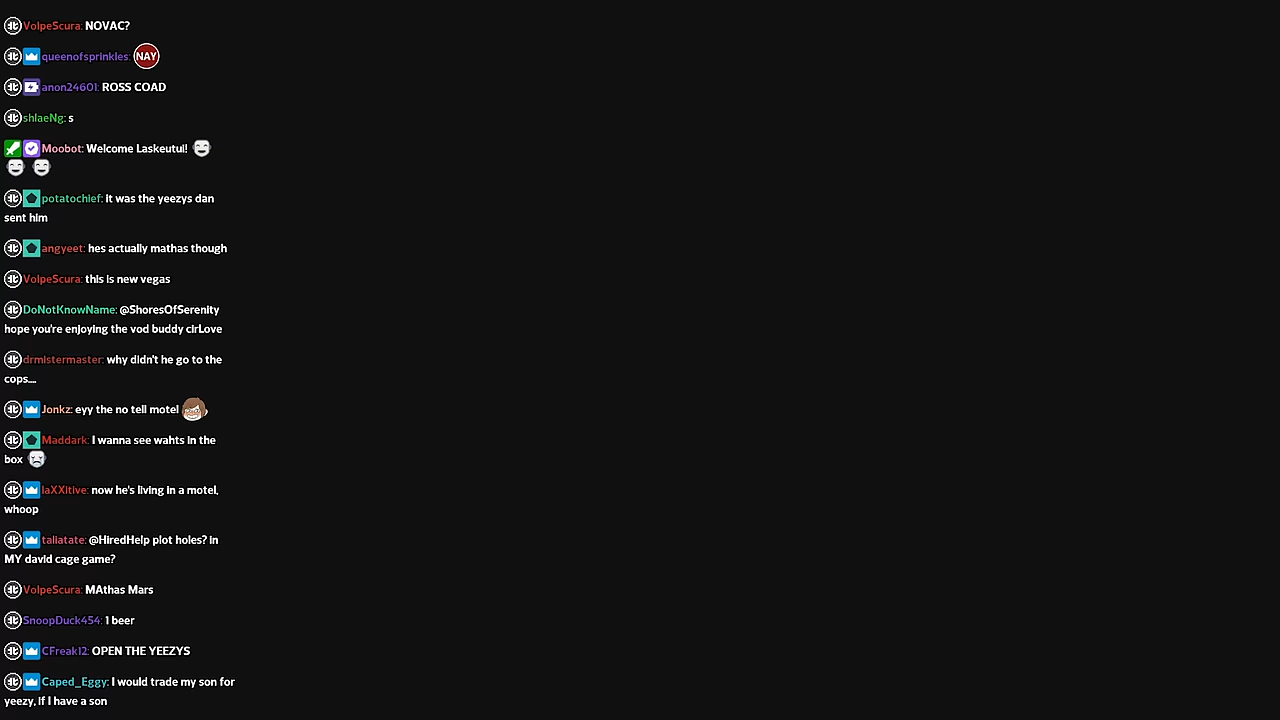 VolpeScura: NOVAC?
queenofsprinkles: NAY
anon24601: ROSS COAD
shlaeNg: s
Moobot: Welcome Laskeutui!
potatochief: it was the yeezys dan
sent him
angyeet: hes actually mathas though
VolpeScura: this is new vegas
DoNotKnowName: @ShoresOfSerenity
hope you're enjoying the vod buddy cirLove
drmistermaster: why didn't he go to the
cops....
Jonkz: eyy the no tell motel
Maddark: I wanna see wahts in the
box
laXXitive: now he's living in a motel,
whoop
taliatate: @HiredHelp plot holes? in
MY david cage game?
VolpeScura: MAthas Mars
SnoopDuck454: 1 beer
CFreak12: OPEN THE YEEZYS
Caped_Eggy: I would trade my son for
yeezy, if I have a son